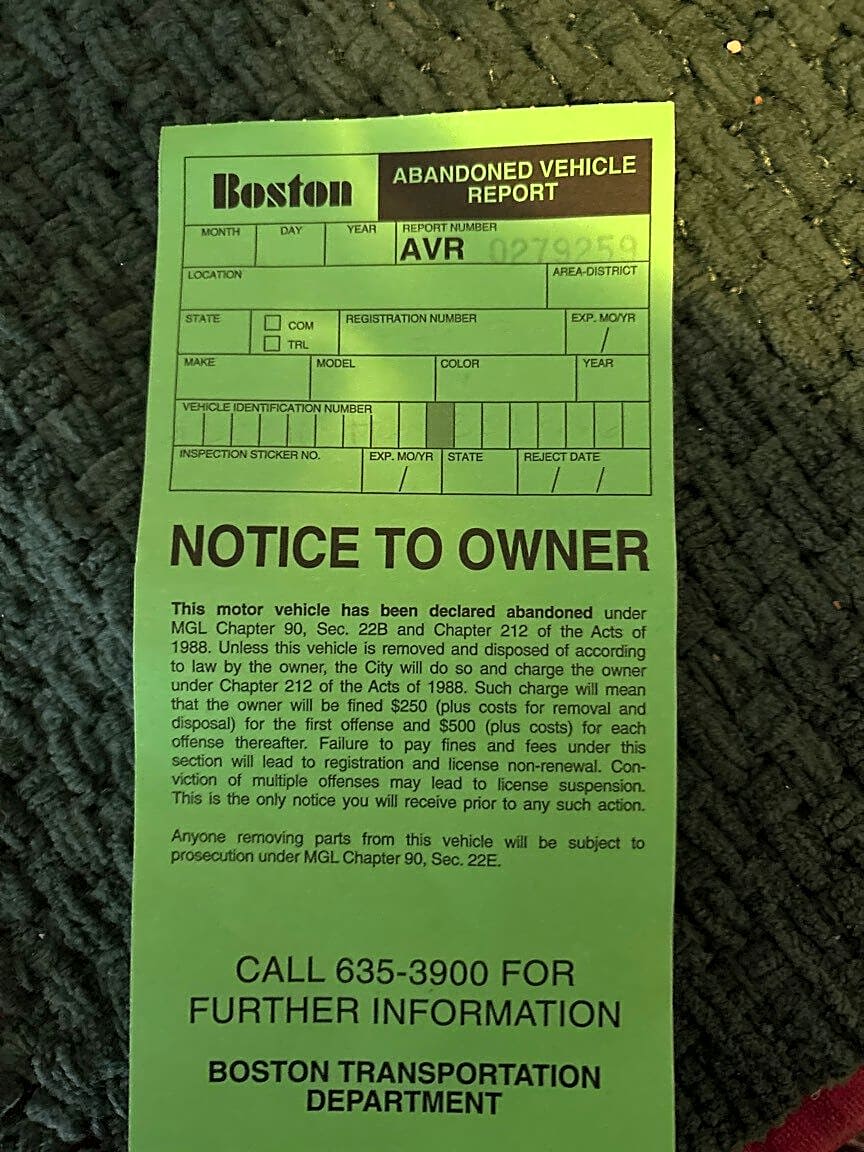 Boston
ABANDONED VEHICLE
REPORT
MONTH DAY YEAR REPORT NUMBER
AVR 0279259
LOCATION AREA-DISTRICT
STATE COM REGISTRATION NUMBER EXP. MO/YR
TRL /
MAKE MODEL COLOR YEAR
VEHICLE IDENTIFICATION NUMBER
INSPECTION STICKER NO. EXP. MO/YR STATE REJECT DATE
/ / /
NOTICE TO OWNER
This motor vehicle has been declared abandoned under
MGL Chapter 90, Sec. 22B and Chapter 212 of the Acts of
1988. Unless this vehicle is removed and disposed of according
to law by the owner, the City will do so and charge the owner
under Chapter 212 of the Acts of 1988. Such charge will mean
that the owner will be fined $250 (plus costs for removal and
disposal) for the first offense and $500 (plus costs) for each
offense thereafter. Failure to pay fines and fees under this
section will lead to registration and license non-renewal. Con-
viction of multiple offenses may lead to license suspension.
This is the only notice you will receive prior to any such action.
Anyone removing parts from this vehicle will be subject to
prosecution under MGL Chapter 90, Sec. 22E.
CALL 635-3900 FOR
FURTHER INFORMATION
BOSTON TRANSPORTATION
DEPARTMENT